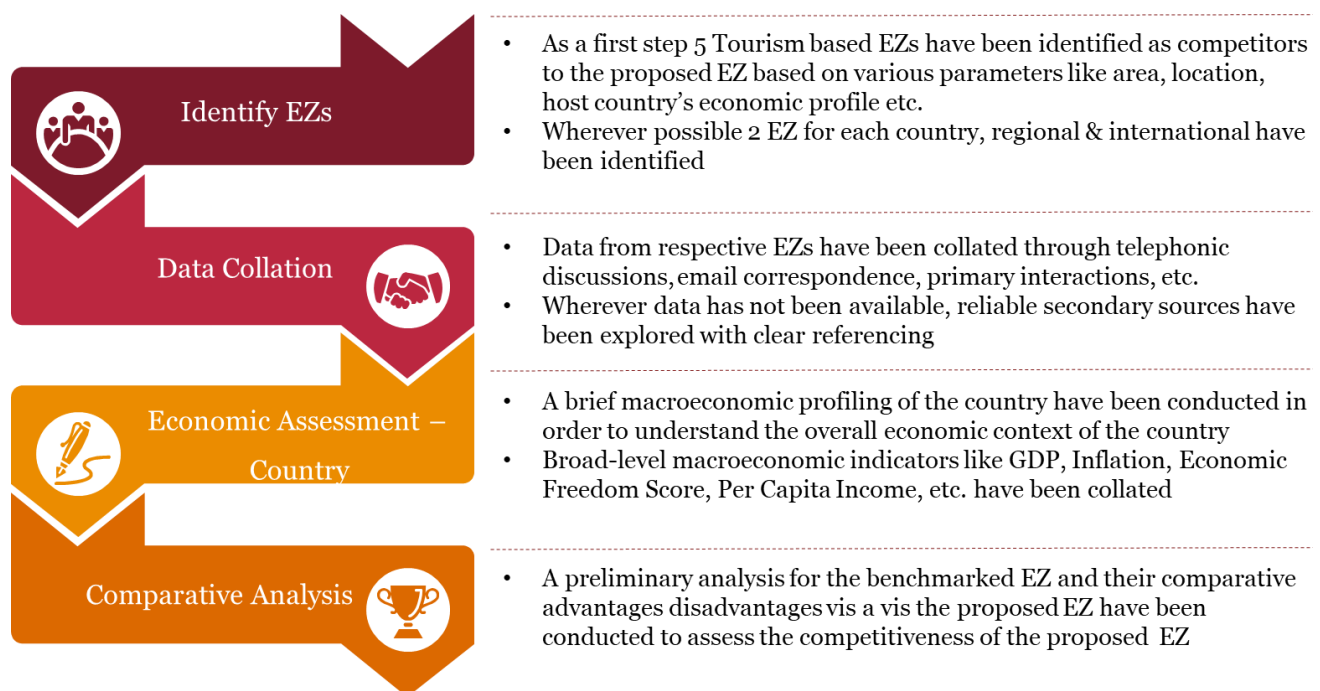 Identify EZs
• As a first step 5 Tourism based EZs have been identified as competitors
to the proposed EZ based on various parameters like area, location,
host country's economic profile etc.
• Wherever possible 2 EZ for each country, regional & international have
been identified
Data Collation
• Data from respective EZs have been collated through telephonic
discussions, email correspondence, primary interactions, etc.
• Wherever data has not been available, reliable secondary sources have
been explored with clear referencing
Economic Assessment –
Country
• A brief macroeconomic profiling of the country have been conducted in
order to understand the overall economic context of the country
• Broad-level macroeconomic indicators like GDP, Inflation, Economic
Freedom Score, Per Capita Income, etc. have been collated
Comparative Analysis
• A preliminary analysis for the benchmarked EZ and their comparative
advantages disadvantages vis a vis the proposed EZ have been
conducted to assess the competitiveness of the proposed EZ